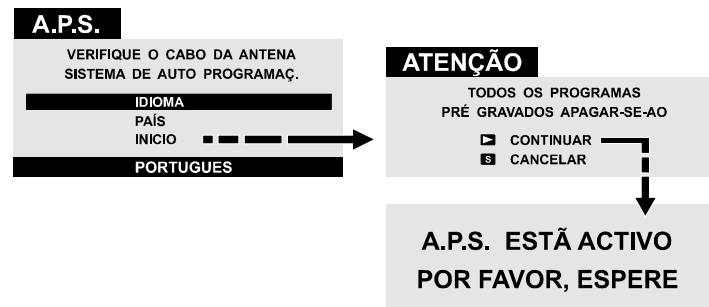 A.P.S.
VERIFIQUE O CABO DA ANTENA
SISTEMA DE AUTO PROGRAMAÇ.
IDIOMA
PAÍS
INICIO
PORTUGUES
ATENÇÃO
TODOS OS PROGRAMAS
PRÉ GRAVADOS APAGAR-SE-AO
CONTINUAR
S CANCELAR
A.P.S. ESTÃ ACTIVO
POR FAVOR, ESPERE